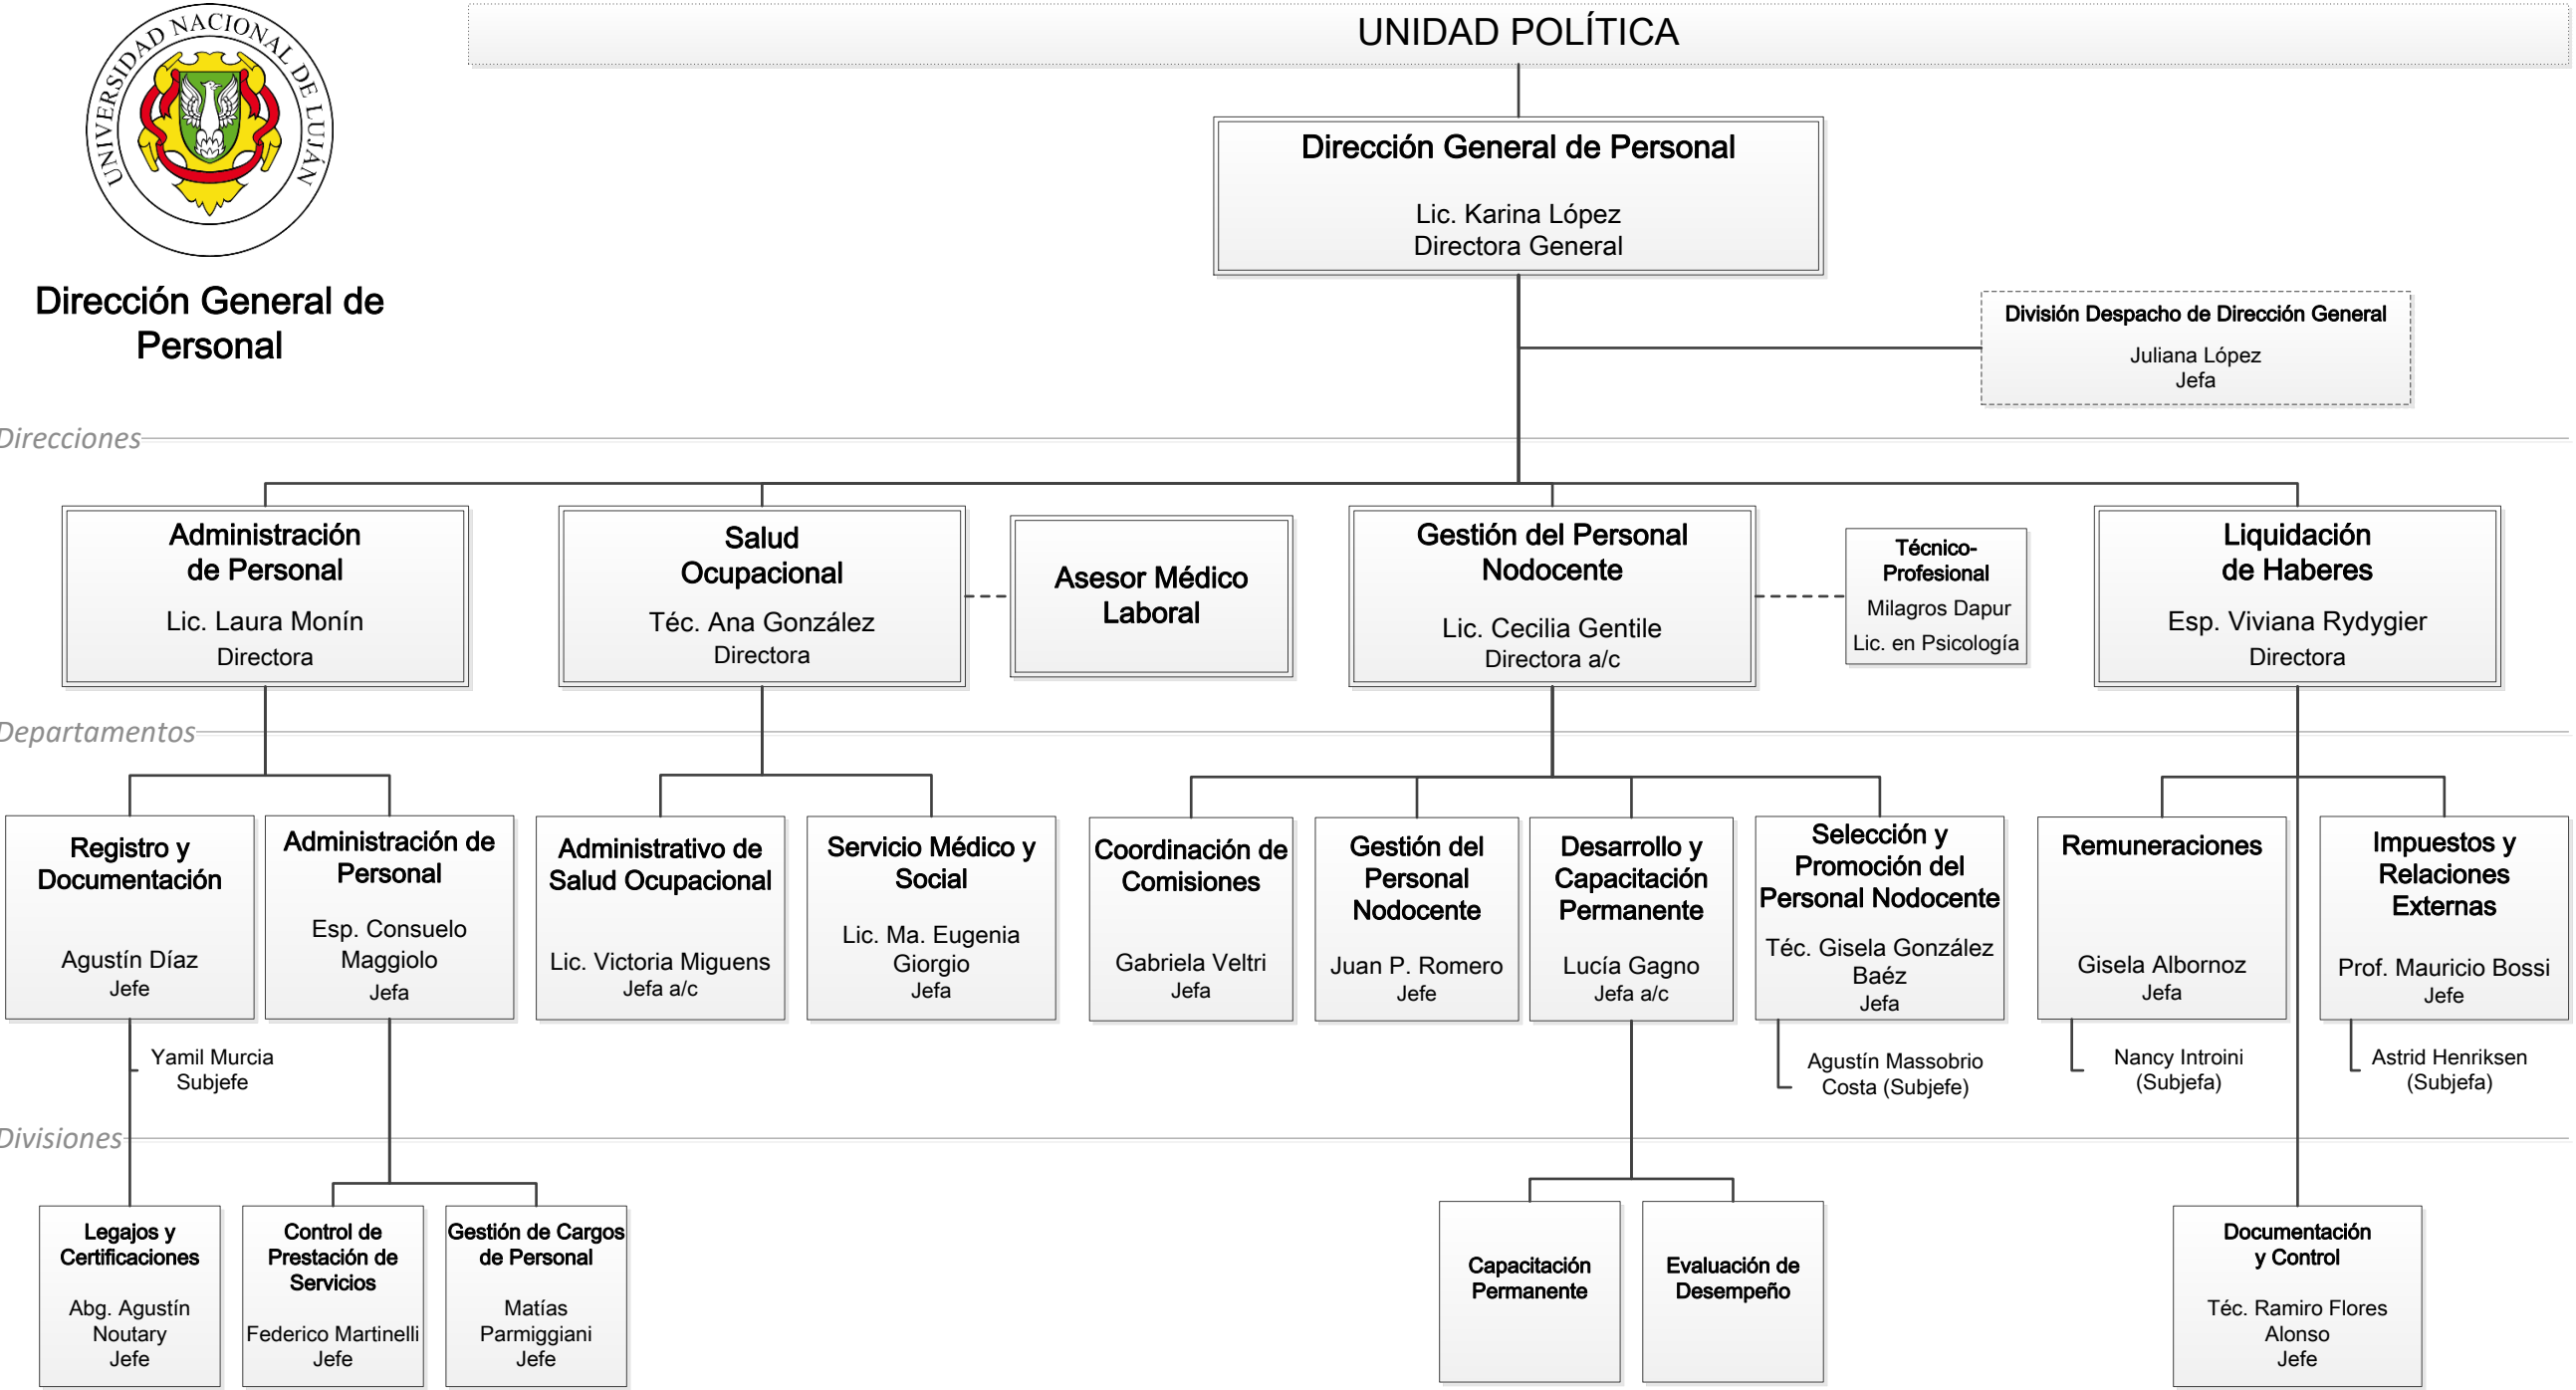 UNIVERSIDAD NACIONAL DE LUJÁN
Dirección General de
Personal
UNIDAD POLÍTICA
Dirección General de Personal
Lic. Karina López
Directora General
División Despacho de Dirección General
Juliana López
Jefa
Direcciones
Administración
de Personal
Lic. Laura Monín
Directora
Salud
Ocupacional
Téc. Ana González
Directora
Asesor Médico
Laboral
Gestión del Personal
Nodocente
Lic. Cecilia Gentile
Directora a/c
Técnico-
Profesional
Milagros Dapur
Lic. en Psicología
Liquidación
de Haberes
Esp. Viviana Rydygier
Directora
Departamentos
Registro y
Documentación
Agustín Díaz
Jefe
Yamil Murcia
Subjefe
Administración de
Personal
Esp. Consuelo
Maggiolo
Jefa
Administrativo de
Salud Ocupacional
Lic. Victoria Miguens
Jefa a/c
Servicio Médico y
Social
Lic. Ma. Eugenia
Giorgio
Jefa
Coordinación de
Comisiones
Gabriela Veltri
Jefa
Gestión del
Personal
Nodocente
Juan P. Romero
Jefe
Desarrollo y
Capacitación
Permanente
Lucía Gagno
Jefa a/c
Selección y
Promoción del
Personal Nodocente
Téc. Gisela González
Baéz
Jefa
Agustín Massobrio
Costa (Subjefe)
Remuneraciones
Gisela Albornoz
Jefa
Nancy Introini
(Subjefa)
Impuestos y
Relaciones
Externas
Prof. Mauricio Bossi
Jefe
Astrid Henriksen
(Subjefa)
Divisiones
Legajos y
Certificaciones
Abg. Agustín
Noutary
Jefe
Control de
Prestación de
Servicios
Federico Martinelli
Jefe
Gestión de Cargos
de Personal
Matías
Parmiggiani
Jefe
Capacitación
Permanente
Evaluación de
Desempeño
Documentación
y Control
Téc. Ramiro Flores
Alonso
Jefe